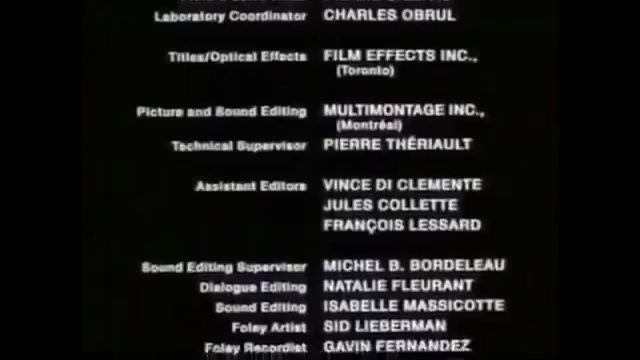 Laboratory Coordinator CHARLES OBRUL
Titles/Optical Effects FILM EFFECTS INC.,
(Toronto)
Picture and Sound Editing MULTIMONTAGE INC.,
(Montréal)
Technical Supervisor PIERRE THÉRIAULT
Assistant Editors VINCE DI CLEMENTE
JULES COLLETTE
FRANÇOIS LESSARD
Sound Editing Supervisor MICHEL B. BORDELEAU
Dialogue Editing NATALIE FLEURANT
Sound Editing ISABELLE MASSICOTTE
Foley Artist SID LIEBERMAN
Foley Recordist GAVIN FERNANDEZ